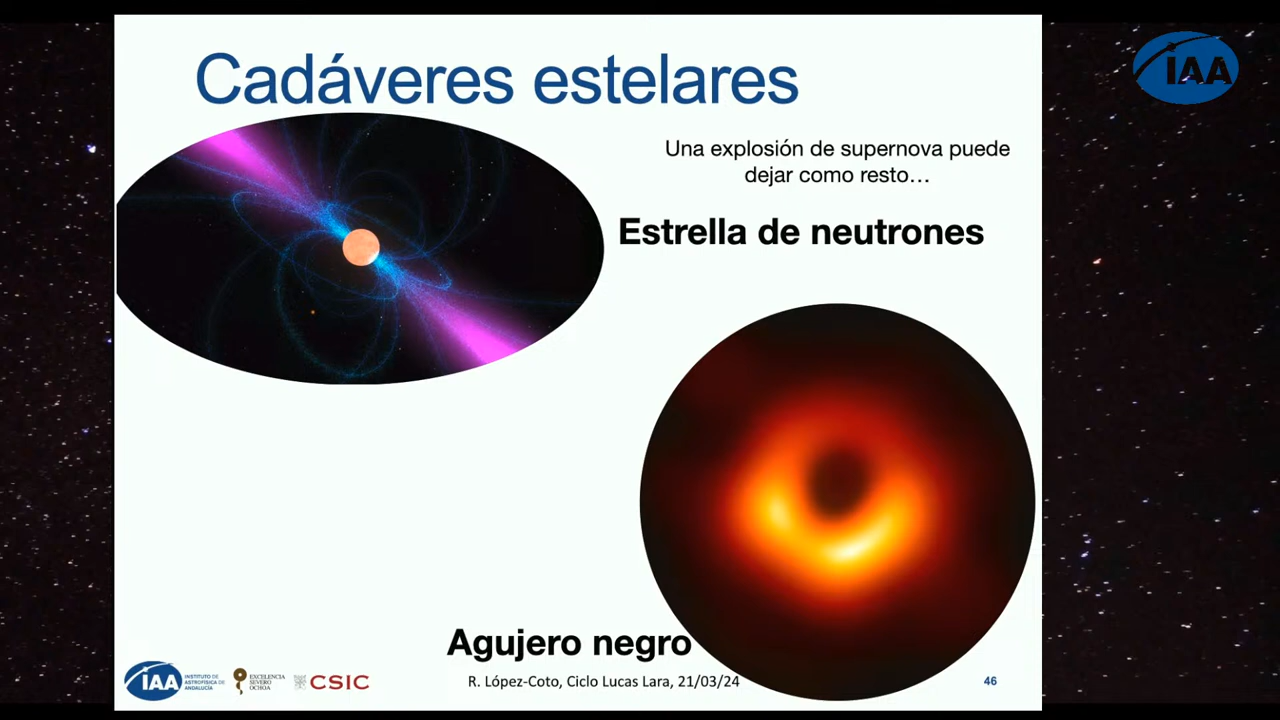 Cadáveres estelares
IAA
Una explosión de supernova puede
dejar como resto…
Estrella de neutrones
Agujero negro
IAA
INSTITUTO DE
ASTROFÍSICA DE
ANDALUCÍA
EXCELENCIA
SEVERO
OCHOA
CSIC
R. López-Coto, Ciclo Lucas Lara, 21/03/24
46